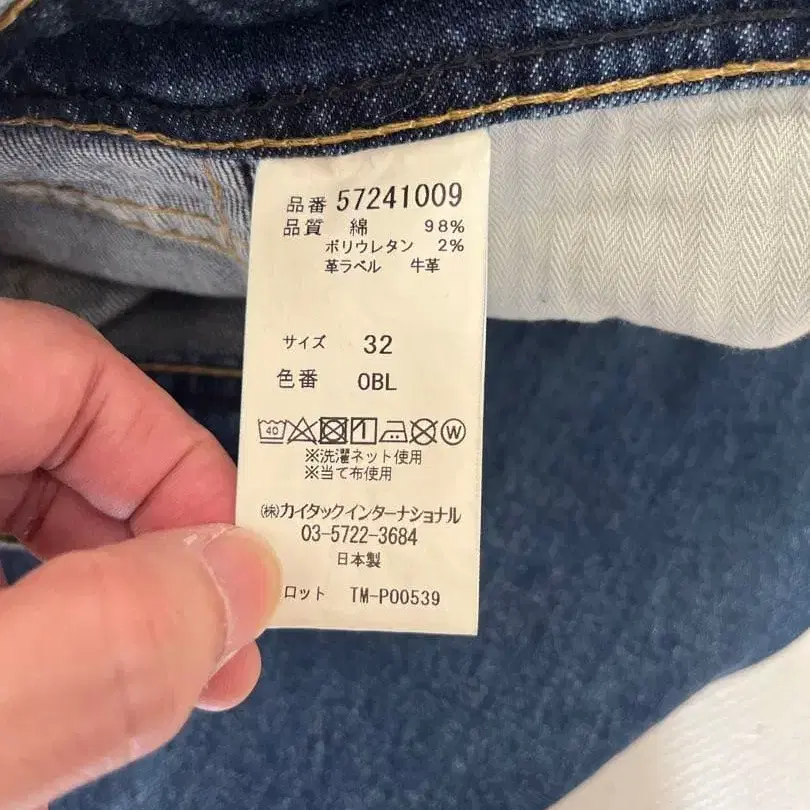 品番 57241009
品質 綿 98%
ポリウレタン 2%
革ラベル 牛革
サイズ 32
色番 OBL
40 W
※洗濯ネット使用
※当て布使用
(株)カイタックインターナショナル
03-5722-3684
日本製
ロット TM-P00539